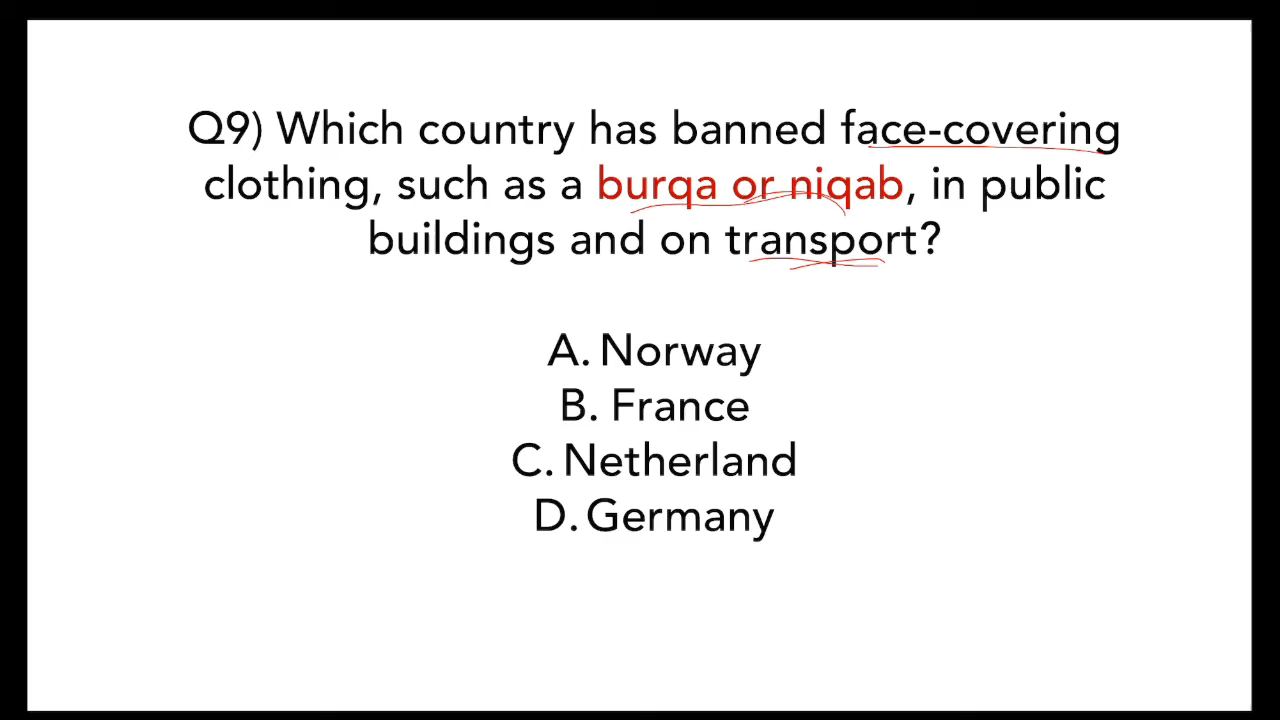 Q9) Which country has banned face-covering
clothing, such as a burqa or niqab, in public
buildings and on transport?
A. Norway
B. France
C. Netherland
D. Germany